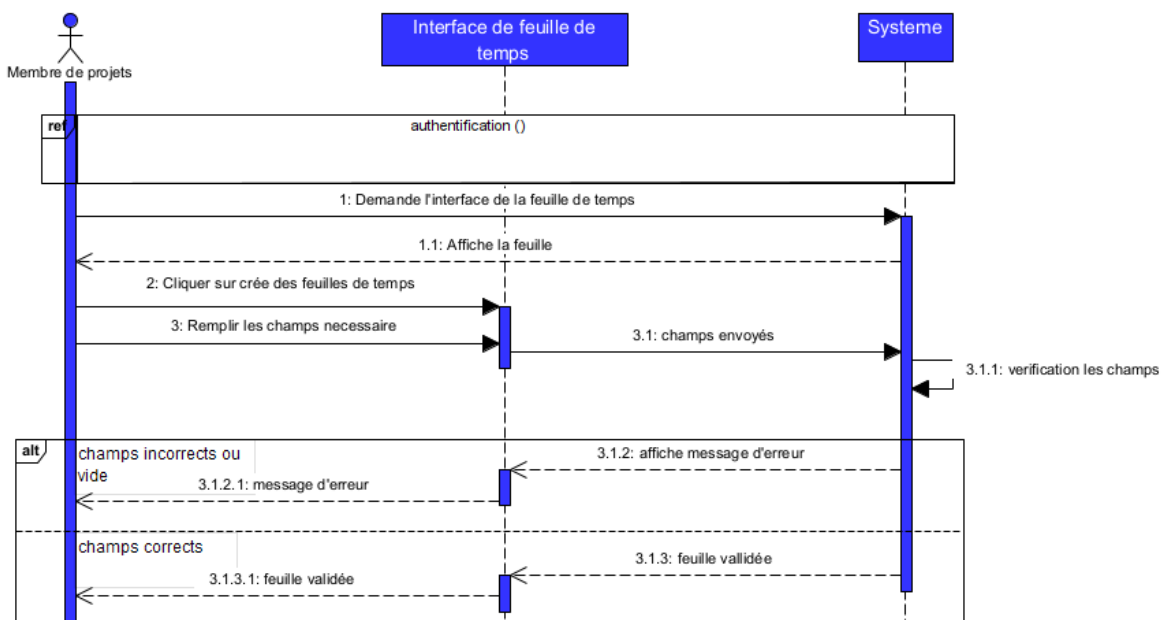 Interface de feuille de
temps
Systeme
Membre de projets
ref
authentification ()
1: Demande l'interface de la feuille de temps
1.1: Affiche la feuille
2: Cliquer sur crée des feuilles de temps
3: Remplir les champs necessaire
3.1: champs envoyés
3.1.1: verification les champs
alt
champs incorrects ou
vide
3.1.2: affiche message d'erreur
3.1.2.1: message d'erreur
champs corrects
3.1.3: feuille vallidée
3.1.3.1: feuille validée